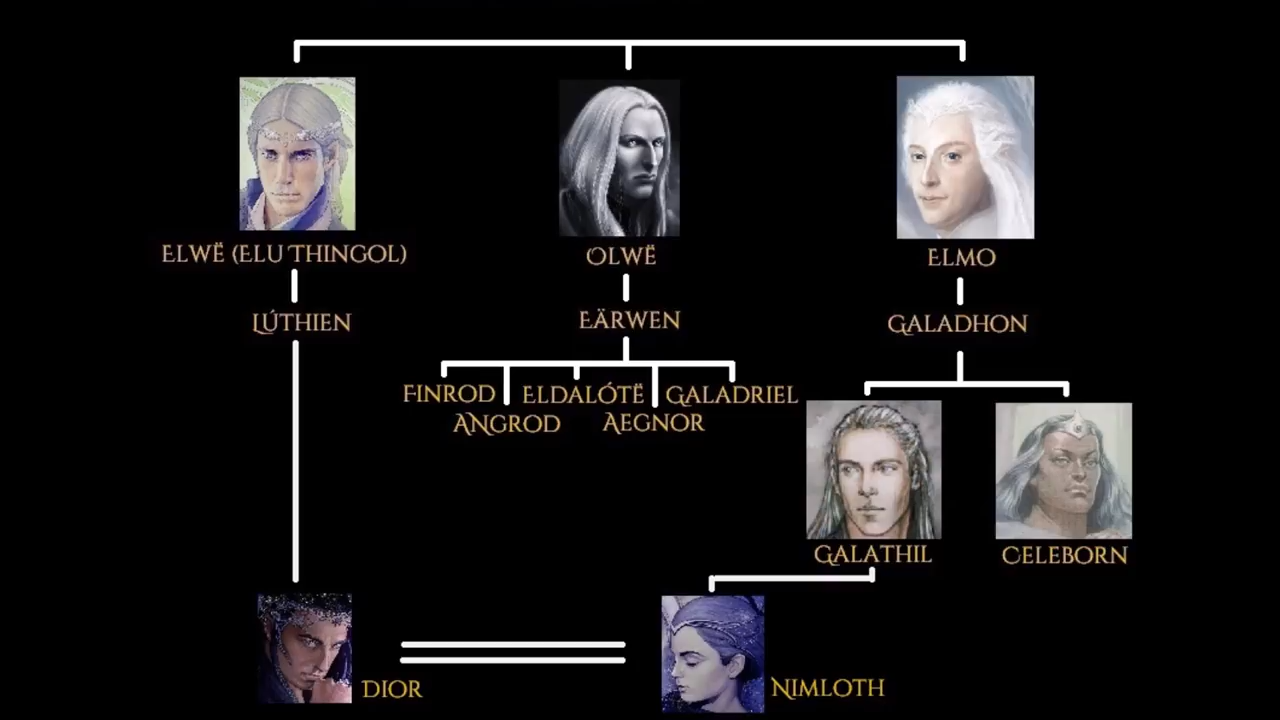 Elwë (Elu Thingol)
Olwë
Elmo
Lúthien
Eärwen
Galadhon
Finrod
Eldalótë
Galadriel
Angrod
Aegnor
Galathil
Celeborn
Dior
Nimloth